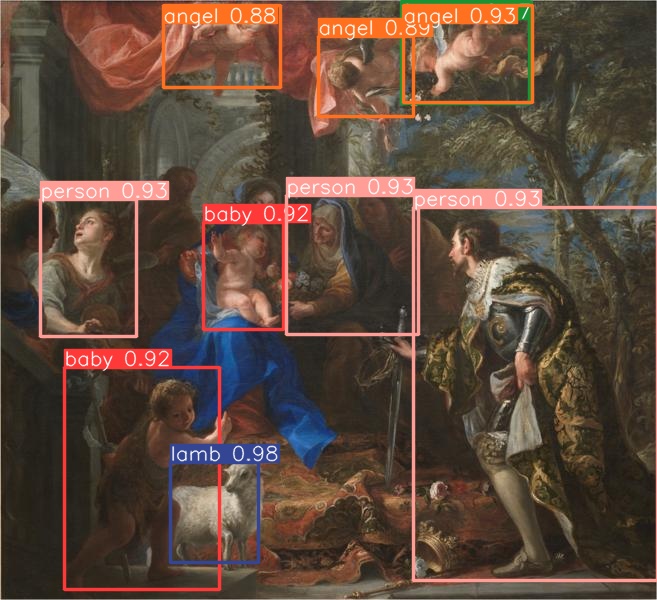 angel 0.88
angel 0.89
angel 0.93
person 0.93
person 0.93
person 0.93
baby 0.92
baby 0.92
lamb 0.98